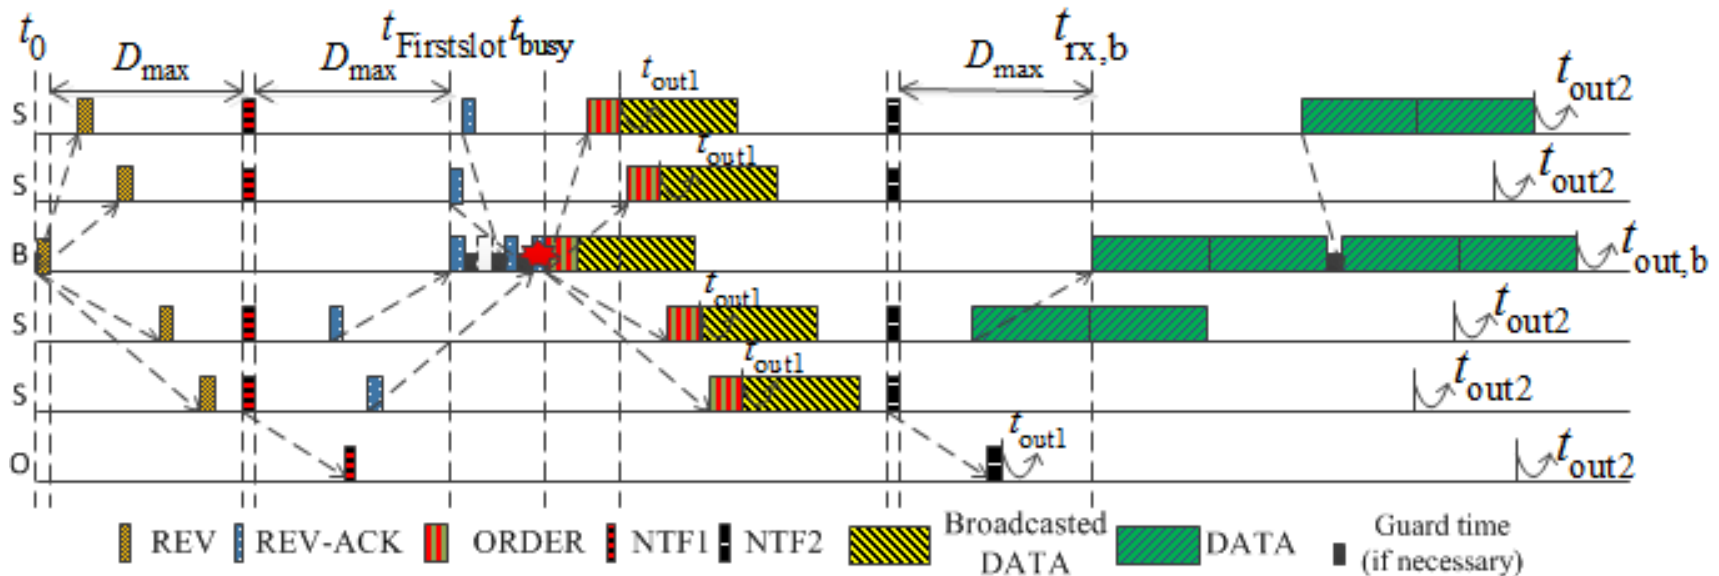 t0 Dmax Dmax tFirstslot tbusy Dmax trx,b
S tout1 tout2
S tout1 tout2
B tout,b
S tout1 tout2
S tout1 tout2
O tout1 tout2
REV REV-ACK ORDER NTF1 NTF2 Broadcasted DATA DATA Guard time (if necessary)